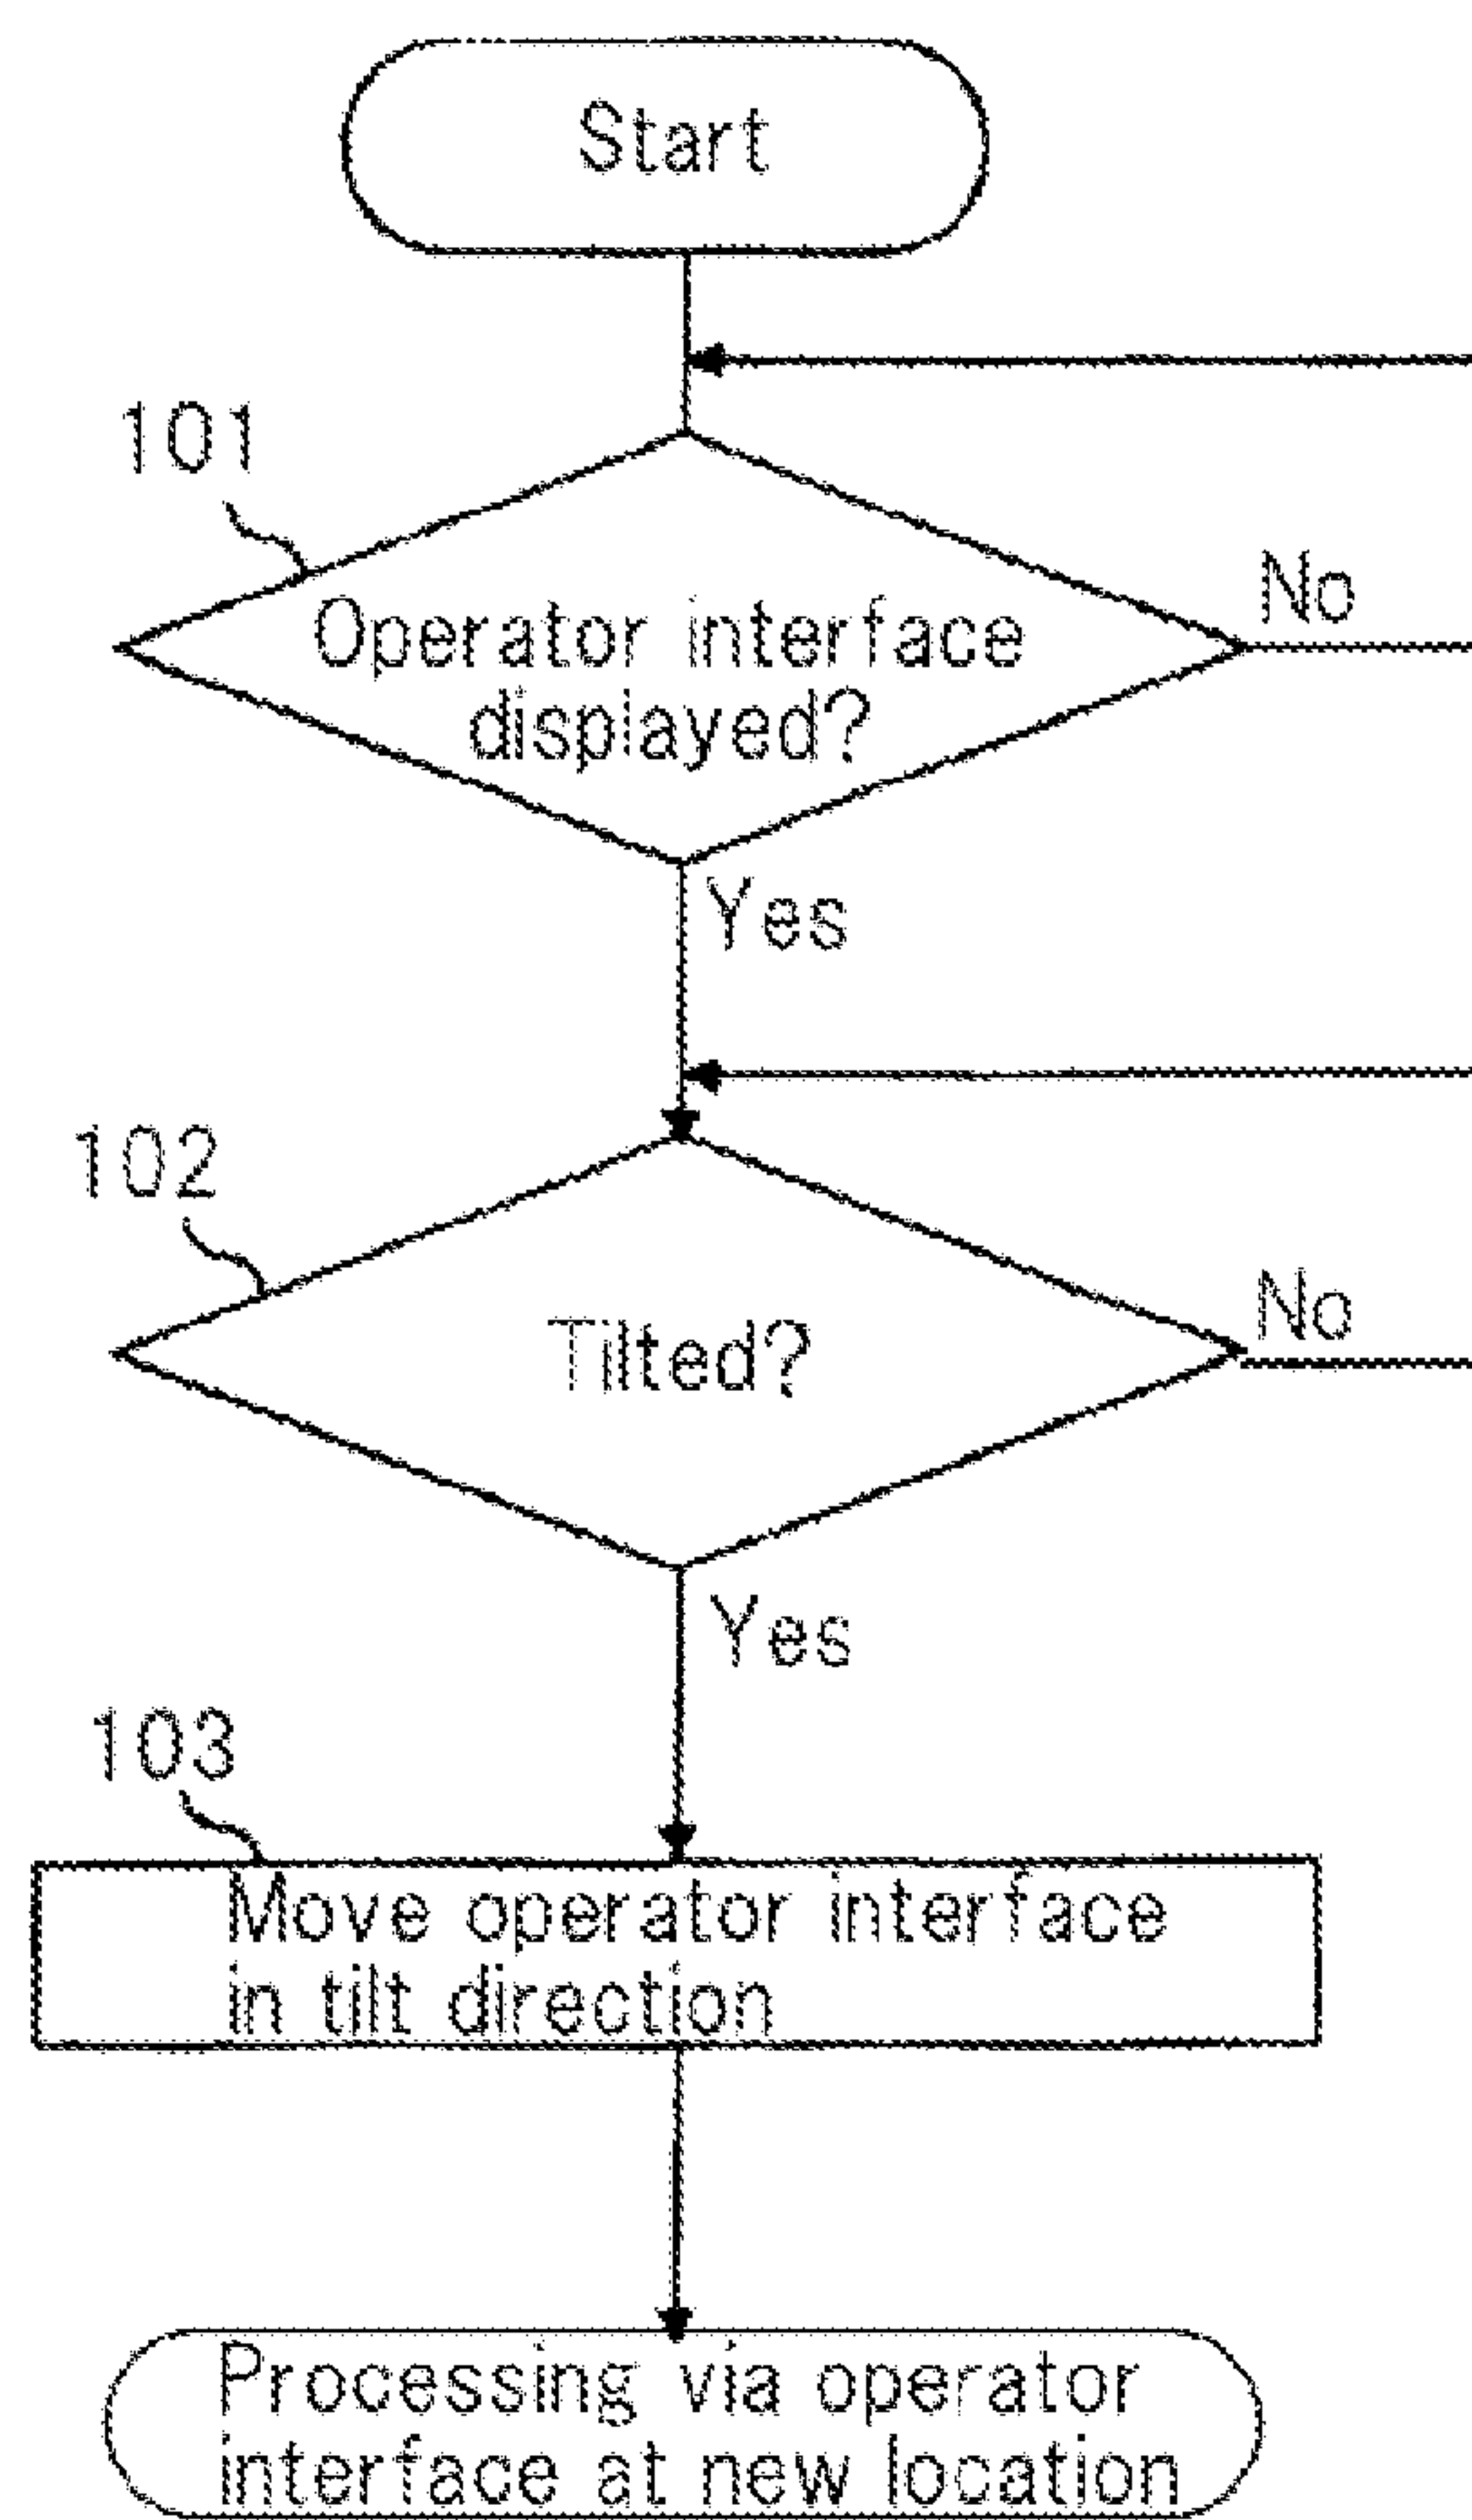 Start
101
No
Operator interface
displayed?
Yes
102
No
Tilted?
Yes
103
Move operator interface
in tilt direction
Processing via operator
interface at new location